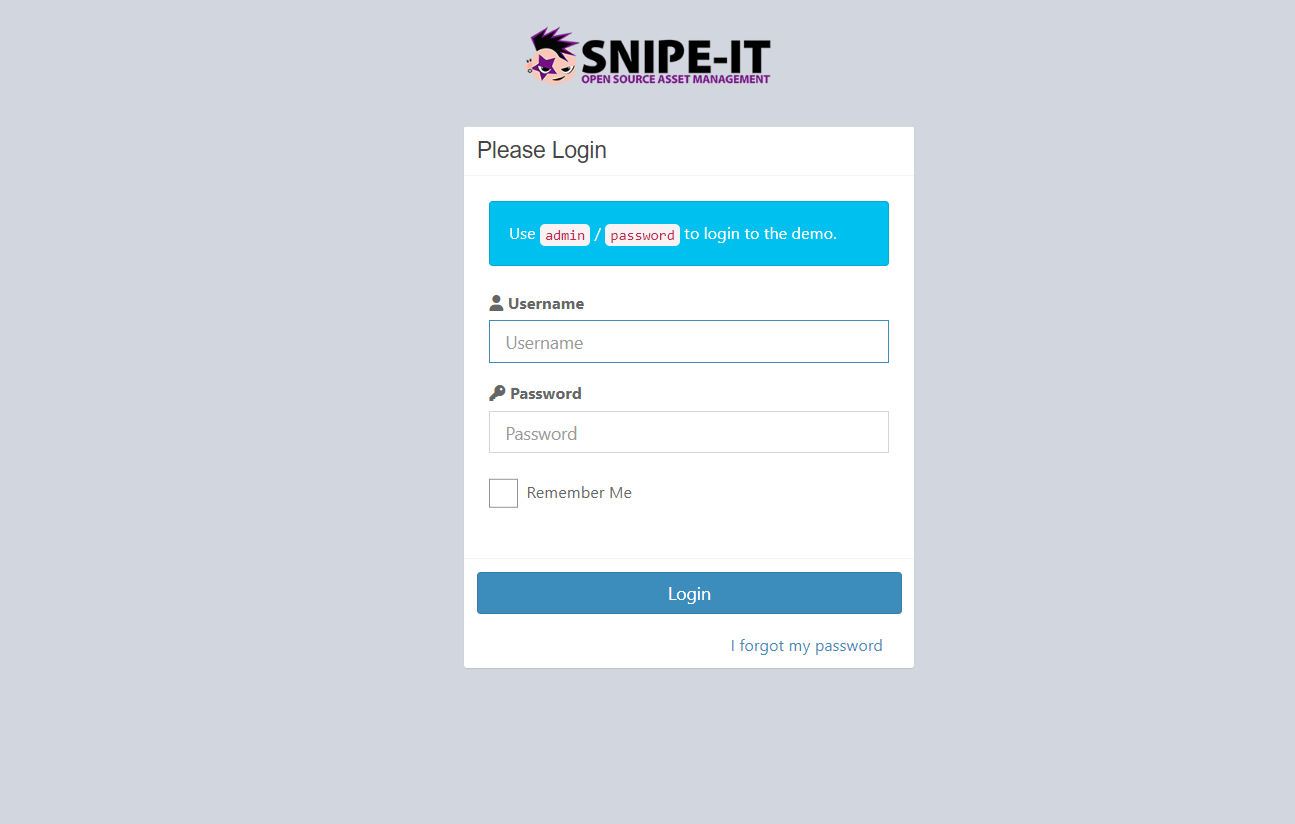 SNIPE-IT
OPEN SOURCE ASSET MANAGEMENT
Please Login
Use admin / password to login to the demo.
Username
Username
Password
Password
Remember Me
Login
I forgot my password